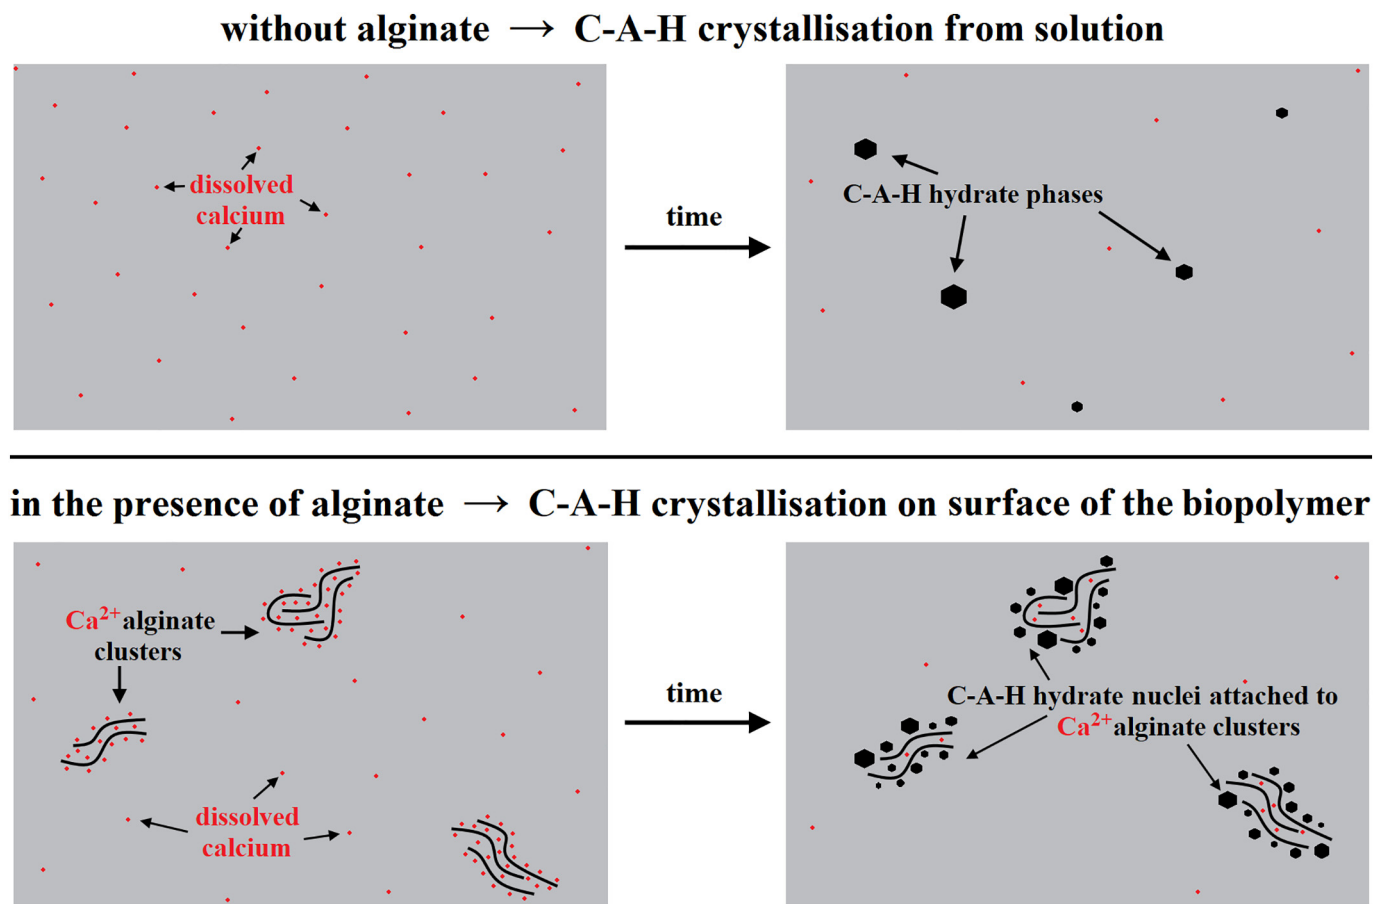 without alginate → C-A-H crystallisation from solution
dissolved
calcium
time
C-A-H hydrate phases
in the presence of alginate → C-A-H crystallisation on surface of the biopolymer
Ca²⁺ alginate
clusters
dissolved
calcium
time
C-A-H hydrate nuclei attached to
Ca²⁺ alginate clusters